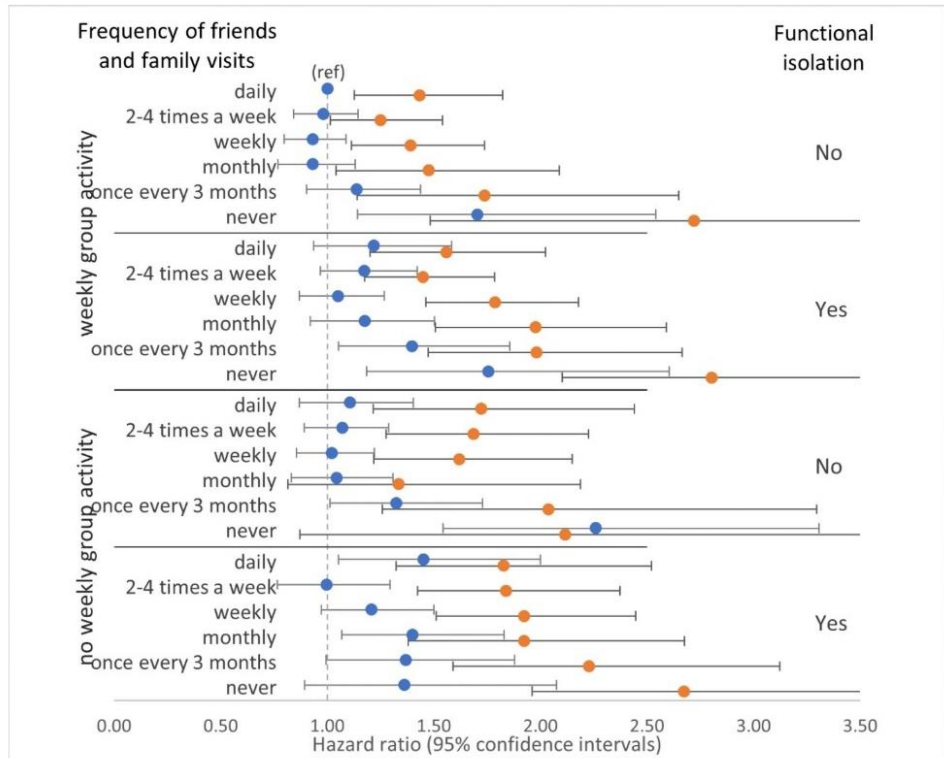 Frequency of friends
and family visits
Functional
isolation
(ref)
weekly group activity
daily
2-4 times a week
weekly
monthly
once every 3 months
never
No
daily
2-4 times a week
weekly
monthly
once every 3 months
never
Yes
no weekly group activity
daily
2-4 times a week
weekly
monthly
once every 3 months
never
No
daily
2-4 times a week
weekly
monthly
once every 3 months
never
Yes
0.00 0.50 1.00 1.50 2.00 2.50 3.00 3.50
Hazard ratio (95% confidence intervals)